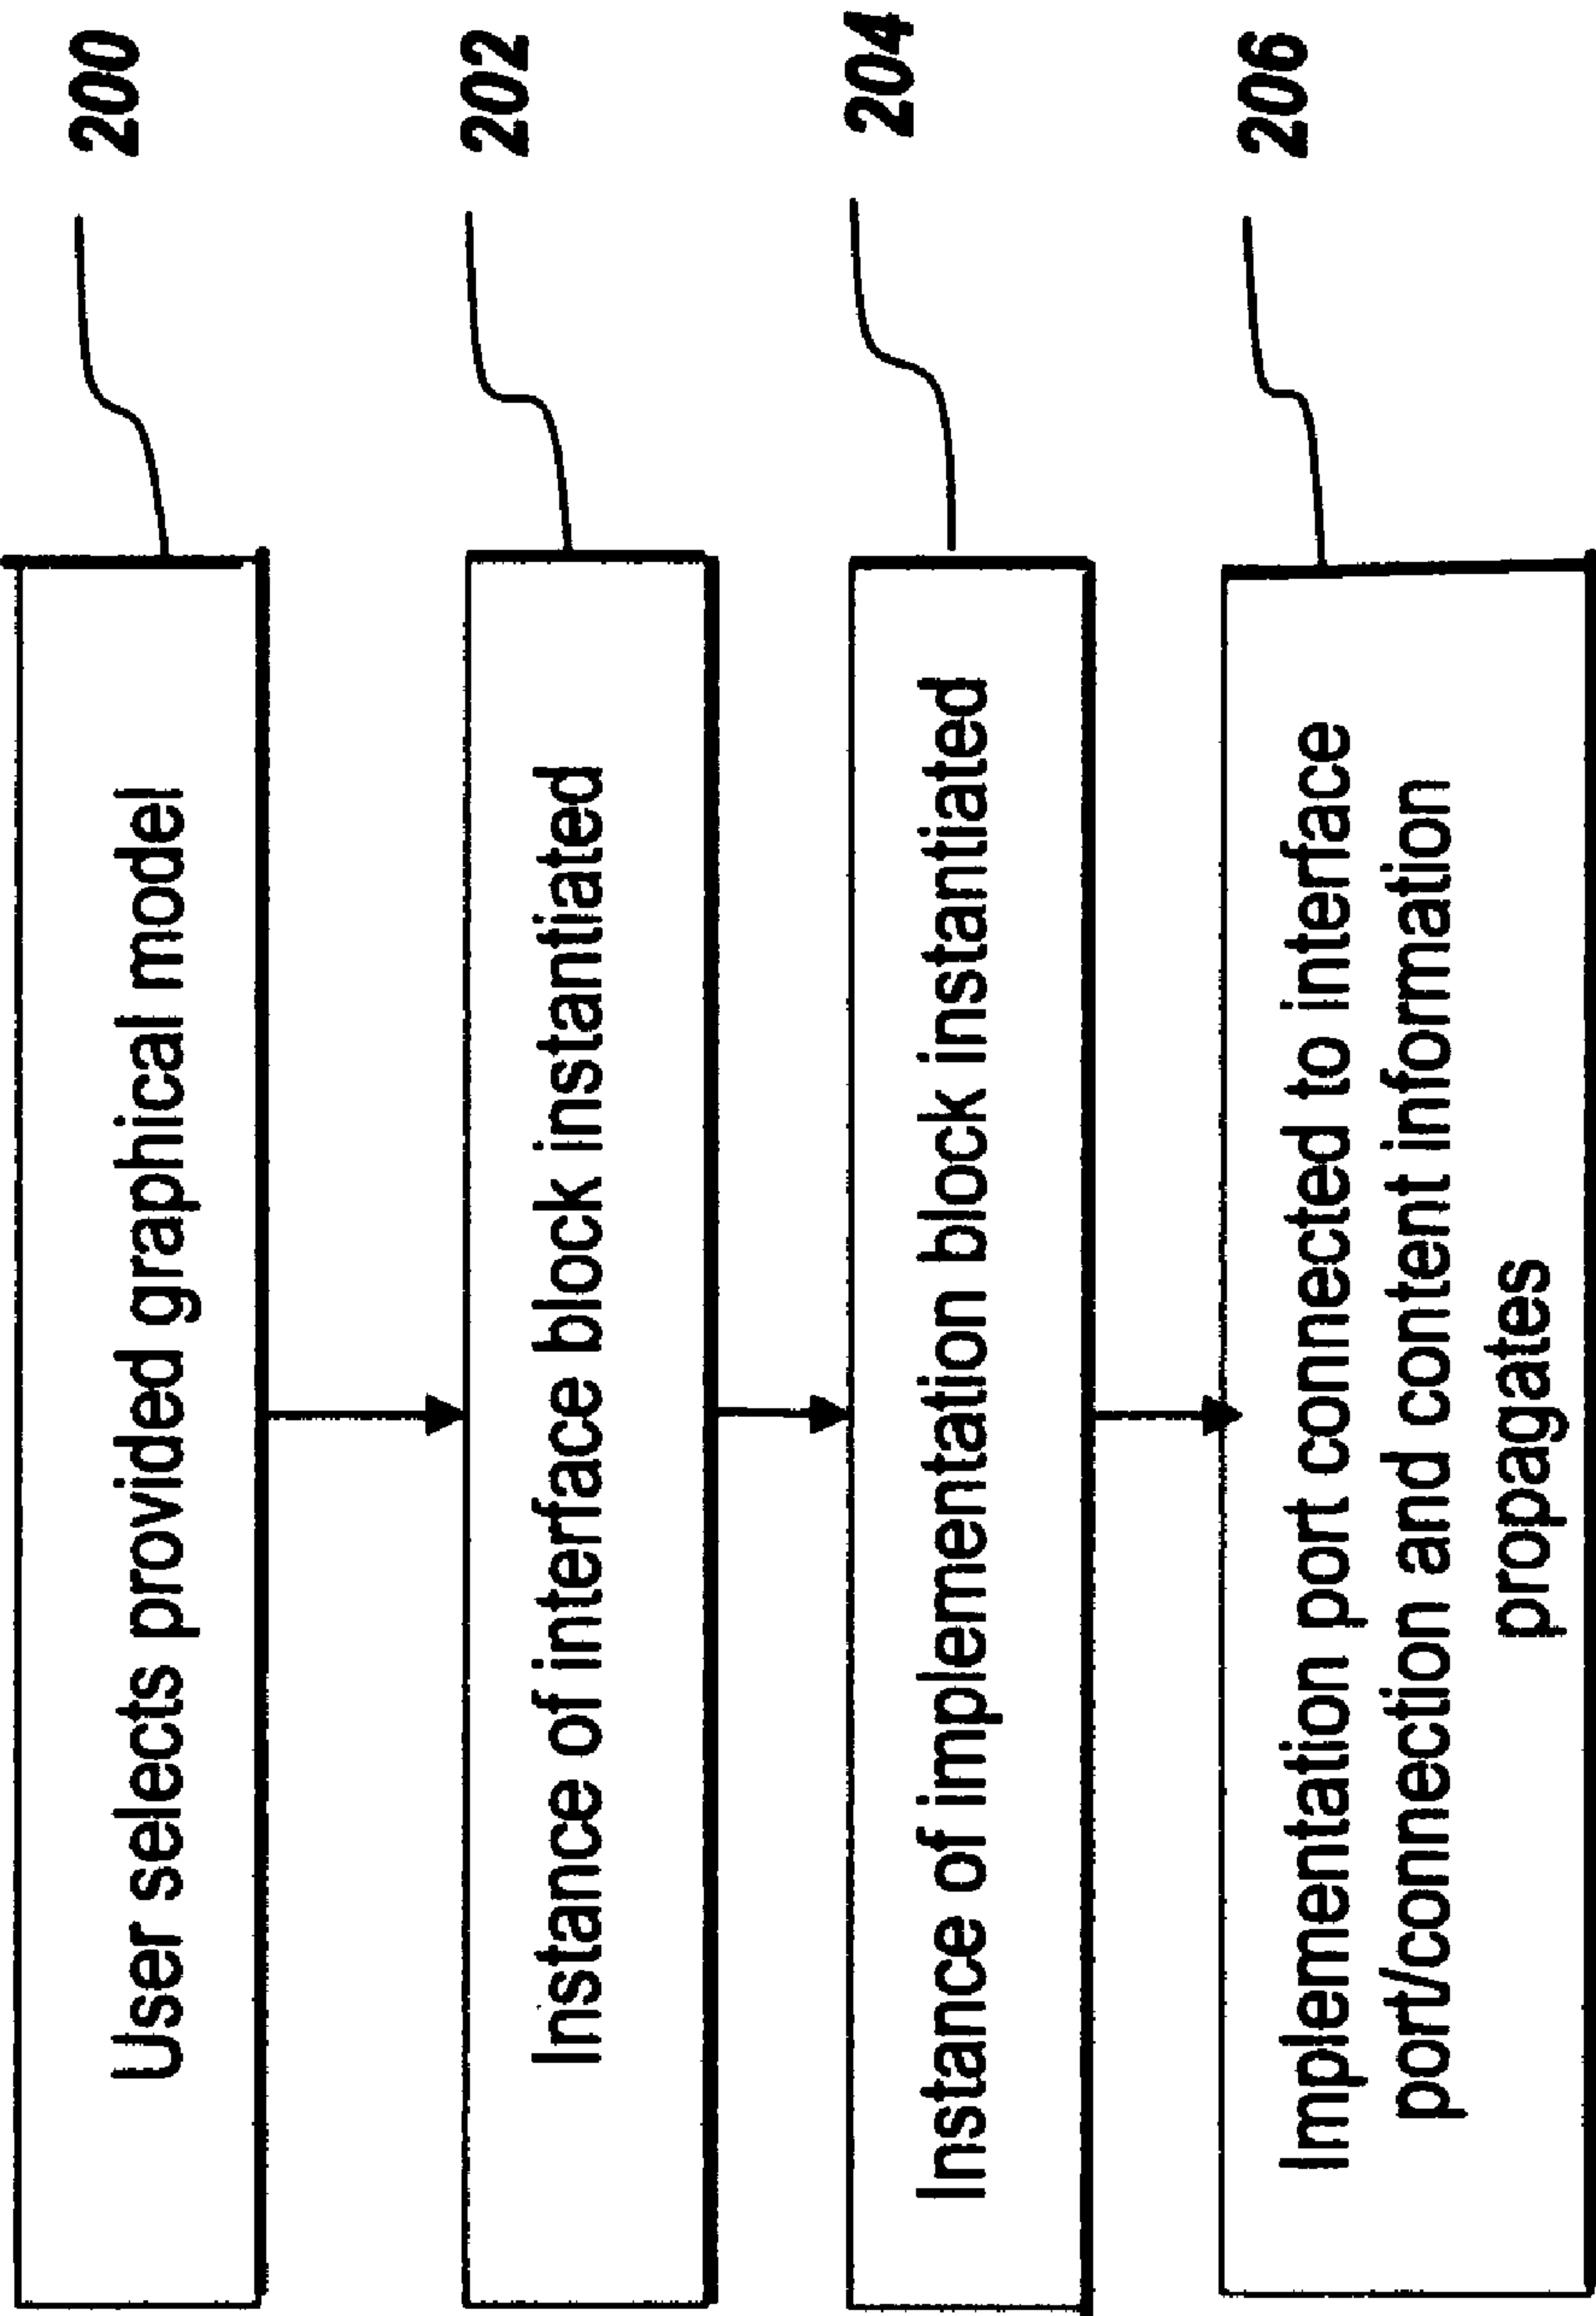 User selects provided graphical model
200
Instance of interface block instantiated
202
Instance of implementation block instantiated
204
Implementation port connected to interface
port/connection and content information
propagates
206